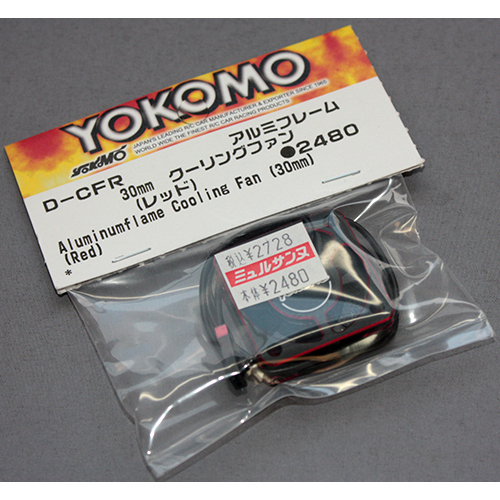 YOKOMO
JAPAN'S LEADING R/C CAR MANUFACTURER & EXPORTER SINCE 1965
WORLD WIDE THE FINEST R/C CAR RACING PRODUCTS
YOKOMO
D-CFR 30mm アルミフレーム
クーリングファン
(レッド) ●2480
Aluminumflame Cooling Fan (30mm)
(Red)
*
税込¥2728
ミュルサンヌ
本体¥2480